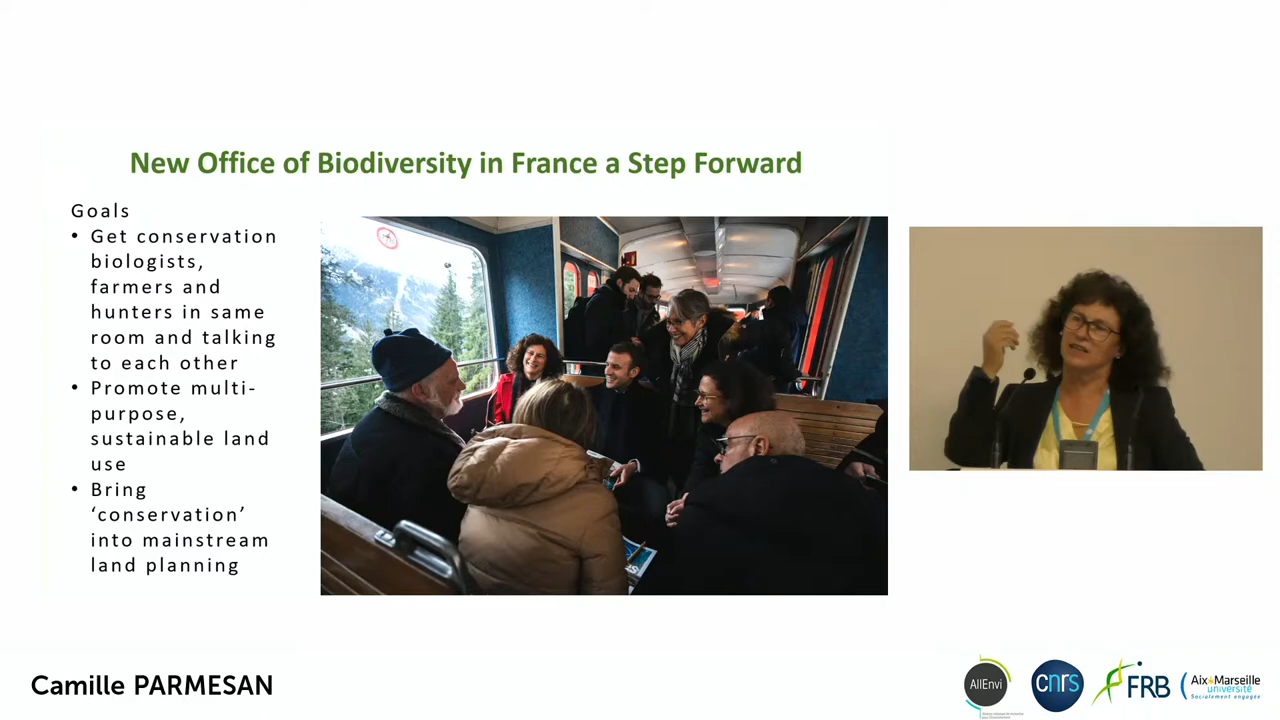 New Office of Biodiversity in France a Step Forward
Goals
• Get conservation
biologists,
farmers and
hunters in same
room and talking
to each other
• Promote multi-
purpose,
sustainable land
use
• Bring
‘conservation’
into mainstream
land planning
Camille PARMESAN
AllEnvi
cnrs
FRB
Aix Marseille
université
Socialement engagée